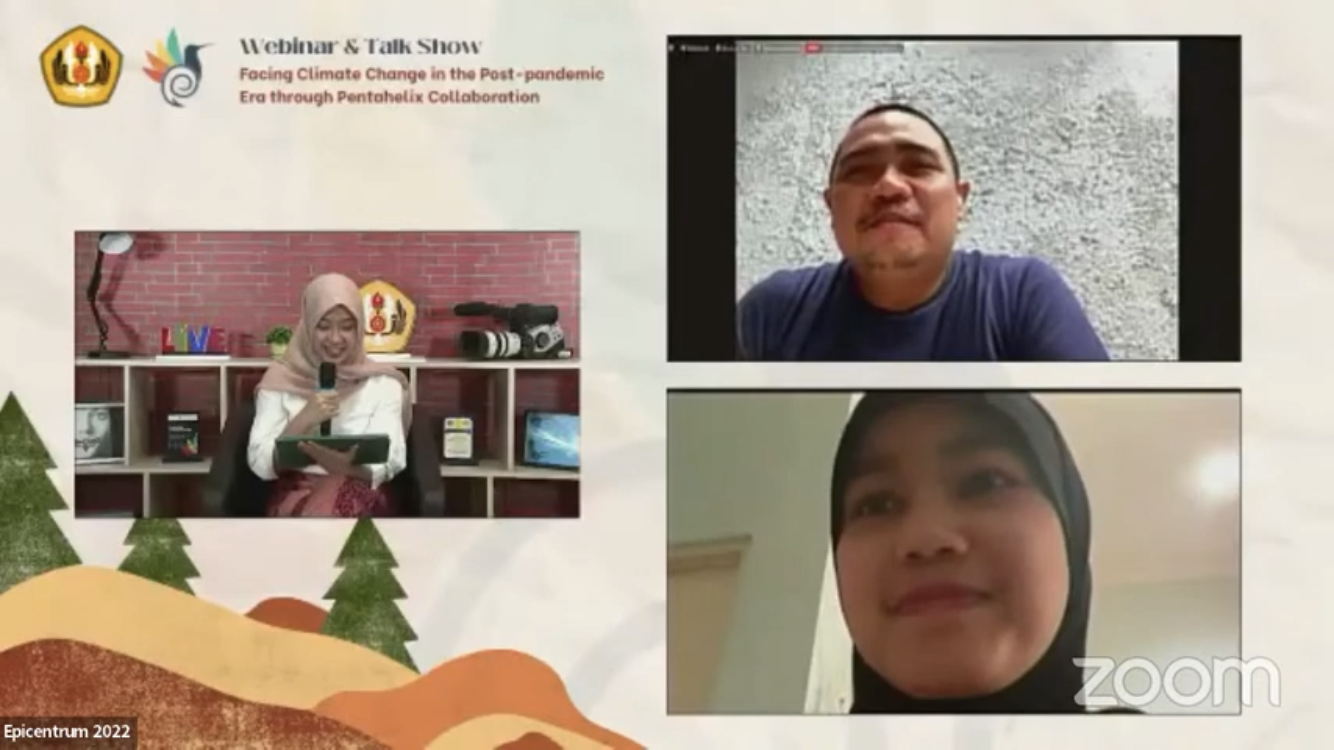 Webinar & Talk Show
Facing Climate Change in the Post-pandemic
Era through Pentahelix Collaboration
LIVE
zoom
Epicentrum 2022